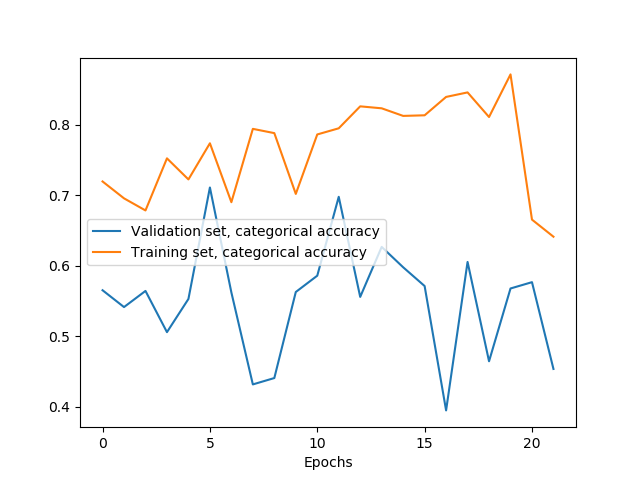 0.8
0.7
Validation set, categorical accuracy
Training set, categorical accuracy
0.6
0.5
0.4
0 5 10 15 20
Epochs